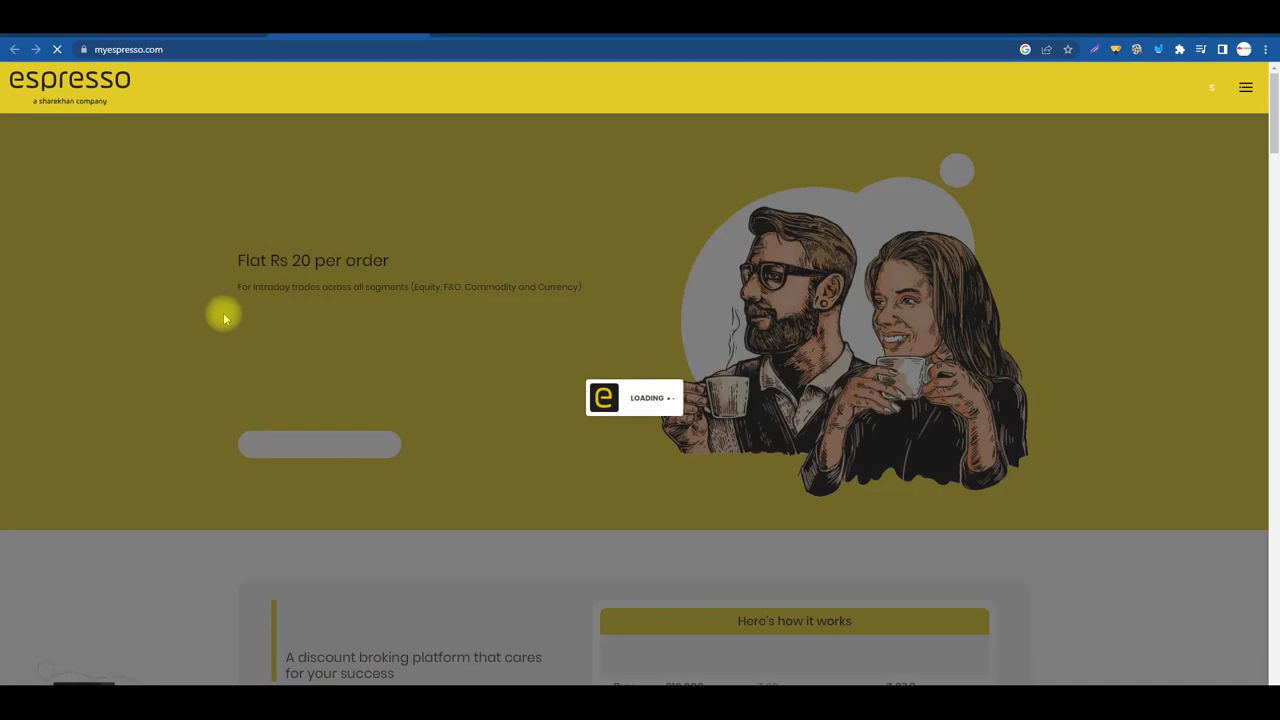 myespresso.com
espresso
a sharekhan company
S
Flat Rs 20 per order
For Intraday trades across all segments (Equity, F&O, Commodity and Currency)
e LOADING
Here's how it works
A discount broking platform that cares
for your success